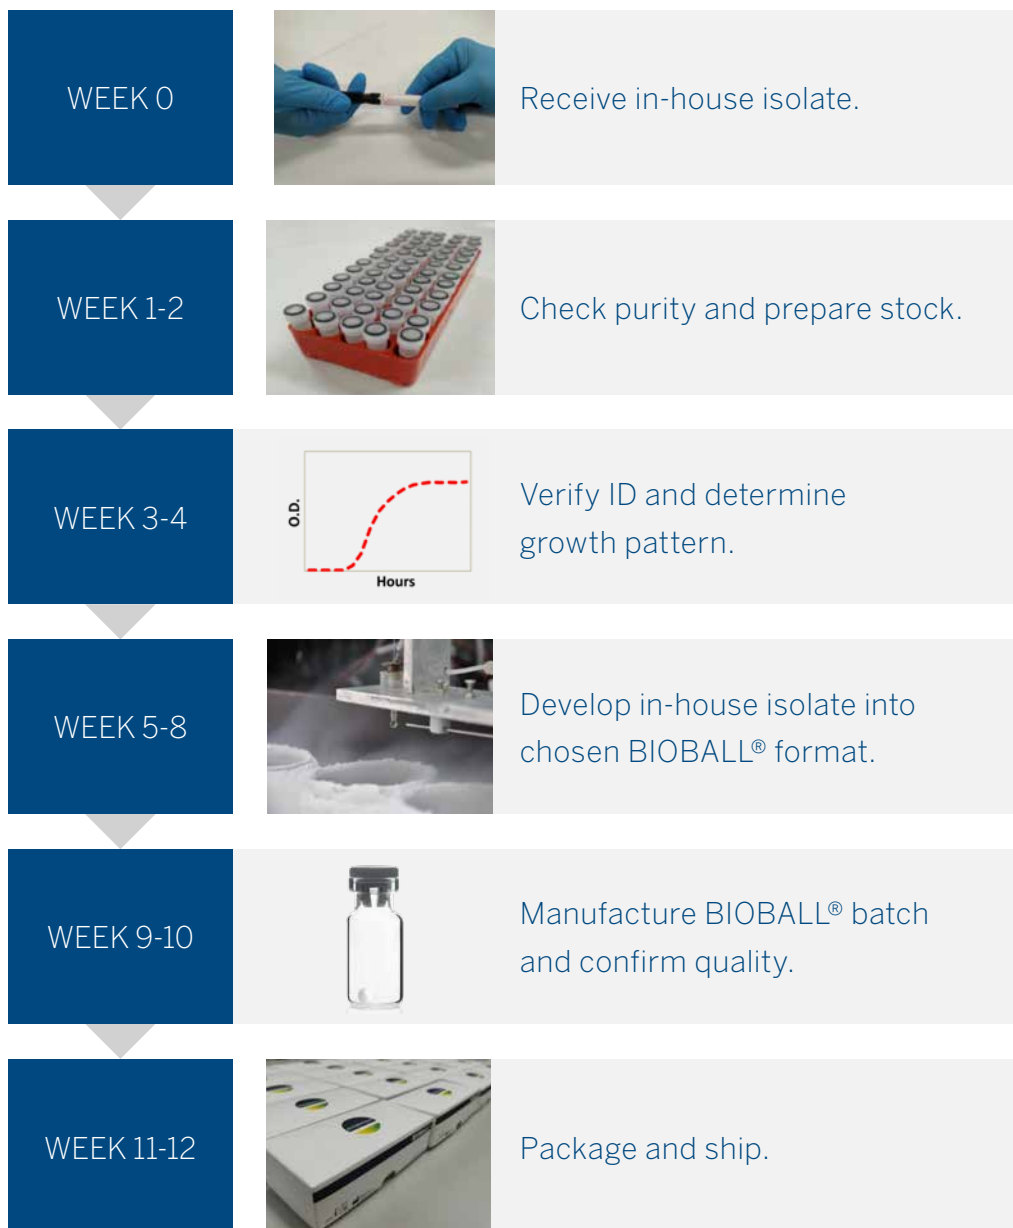 WEEK 0
Receive in-house isolate.
WEEK 1-2
Check purity and prepare stock.
WEEK 3-4
O.D.
Hours
Verify ID and determine
growth pattern.
WEEK 5-8
Develop in-house isolate into
chosen BIOBALL® format.
WEEK 9-10
Manufacture BIOBALL® batch
and confirm quality.
WEEK 11-12
Package and ship.